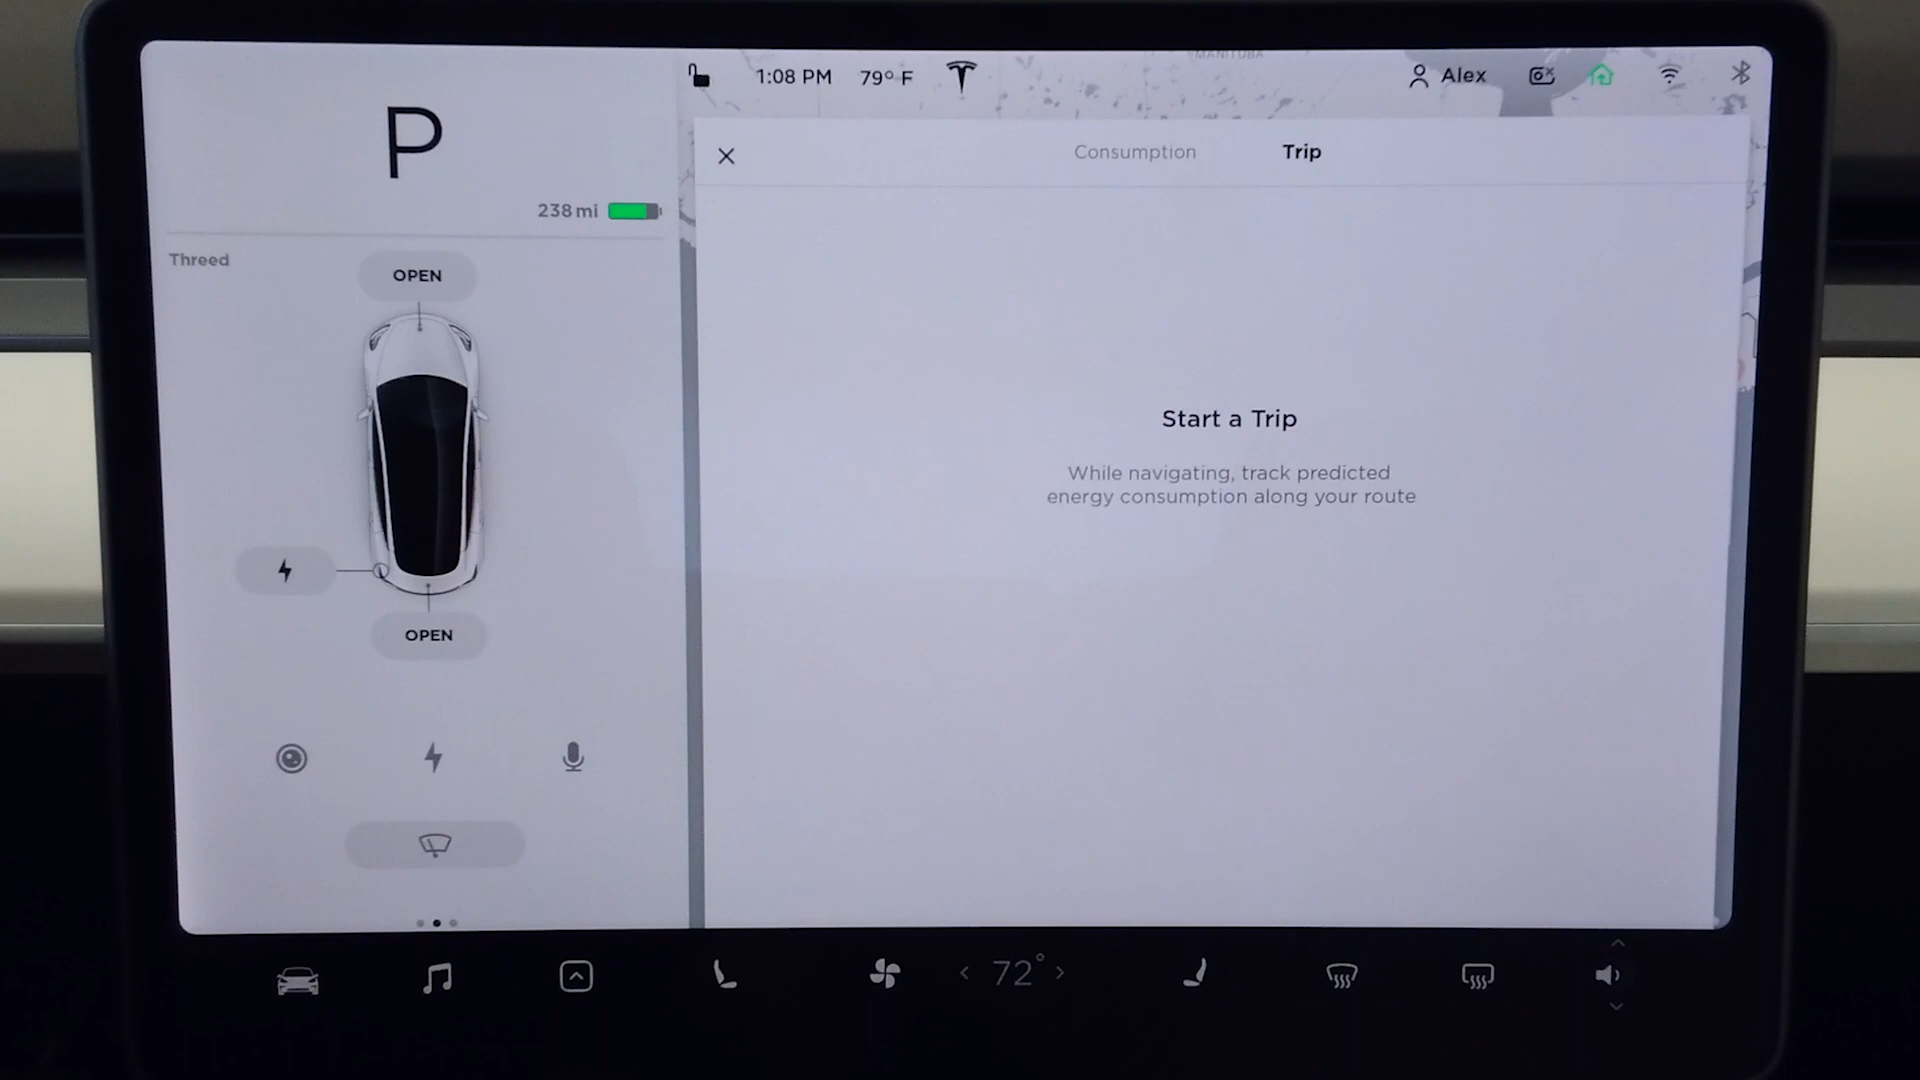 MANITOBA
1:08 PM 79° F
Alex
P
238 mi
Threed
OPEN
OPEN
Consumption Trip
Start a Trip
While navigating, track predicted
energy consumption along your route
72°